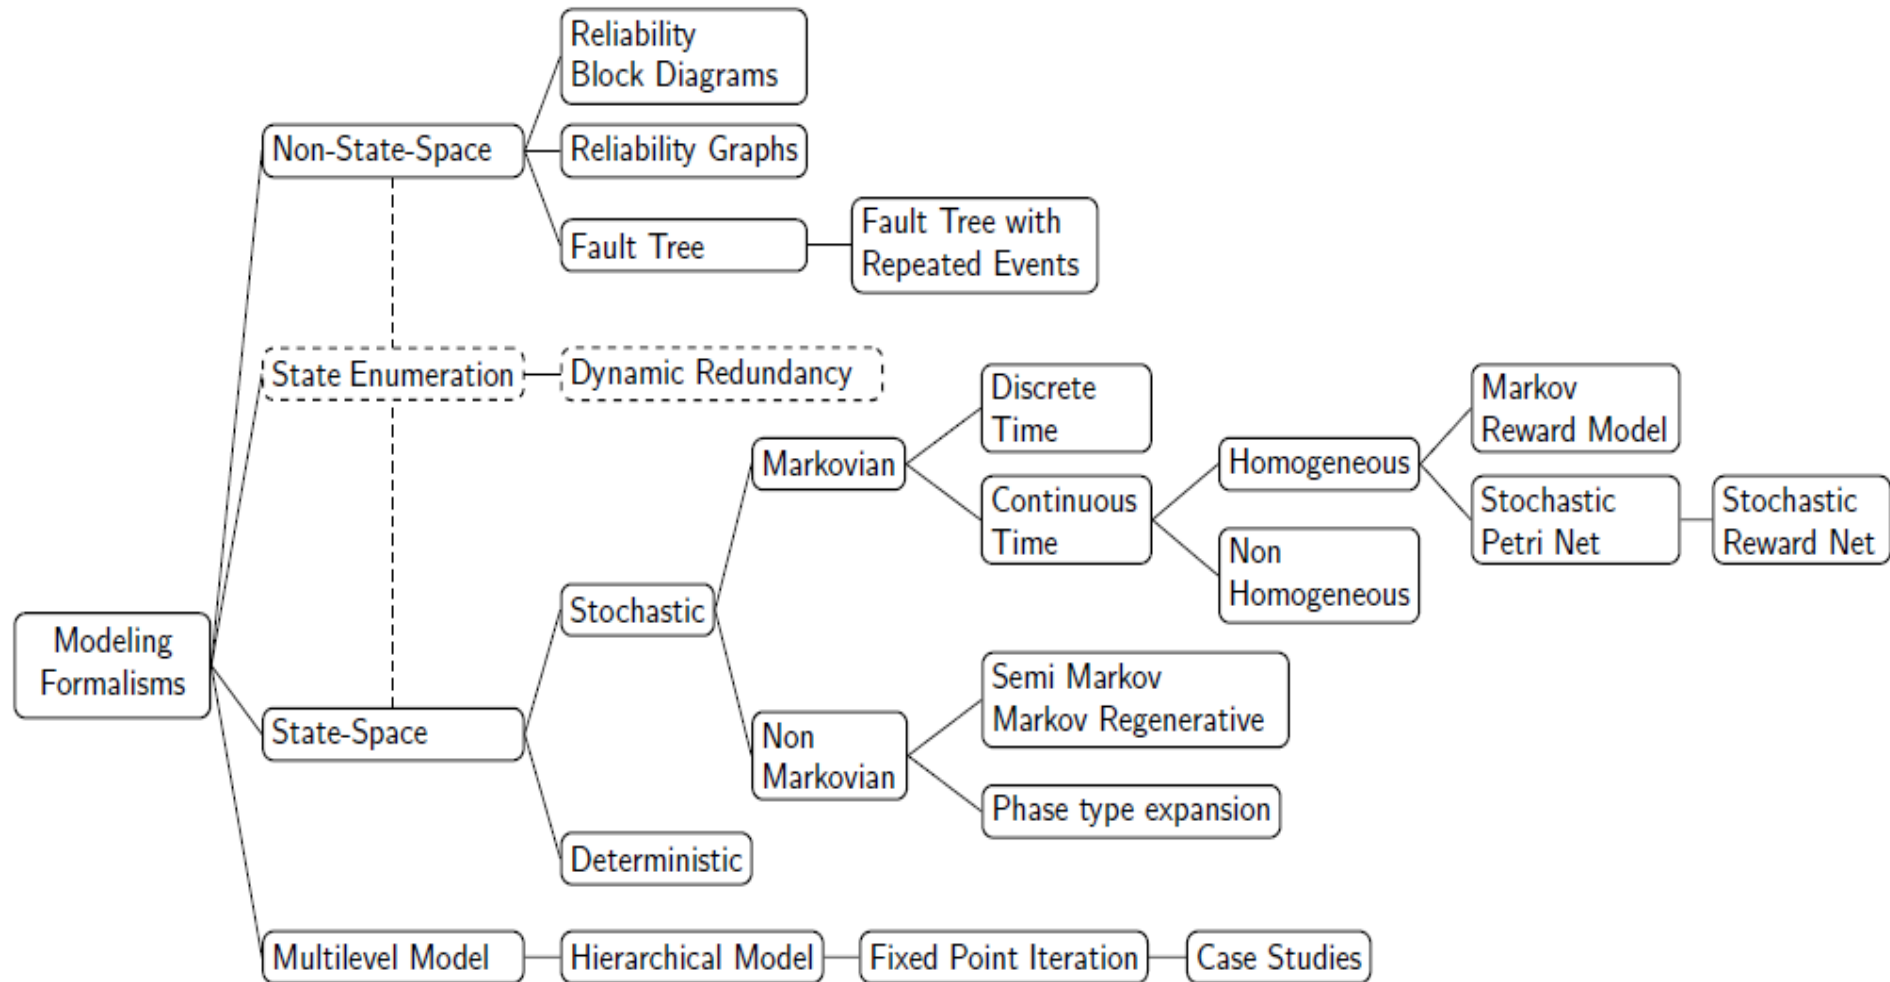 Reliability
Block Diagrams
Non-State-Space
Reliability Graphs
Fault Tree
Fault Tree with
Repeated Events
State Enumeration
Dynamic Redundancy
Discrete
Time
Markov
Reward Model
Markovian
Homogeneous
Continuous
Time
Stochastic
Petri Net
Stochastic
Reward Net
Non
Homogeneous
Stochastic
Modeling
Formalisms
Semi Markov
Markov Regenerative
State-Space
Non
Markovian
Phase type expansion
Deterministic
Multilevel Model
Hierarchical Model
Fixed Point Iteration
Case Studies